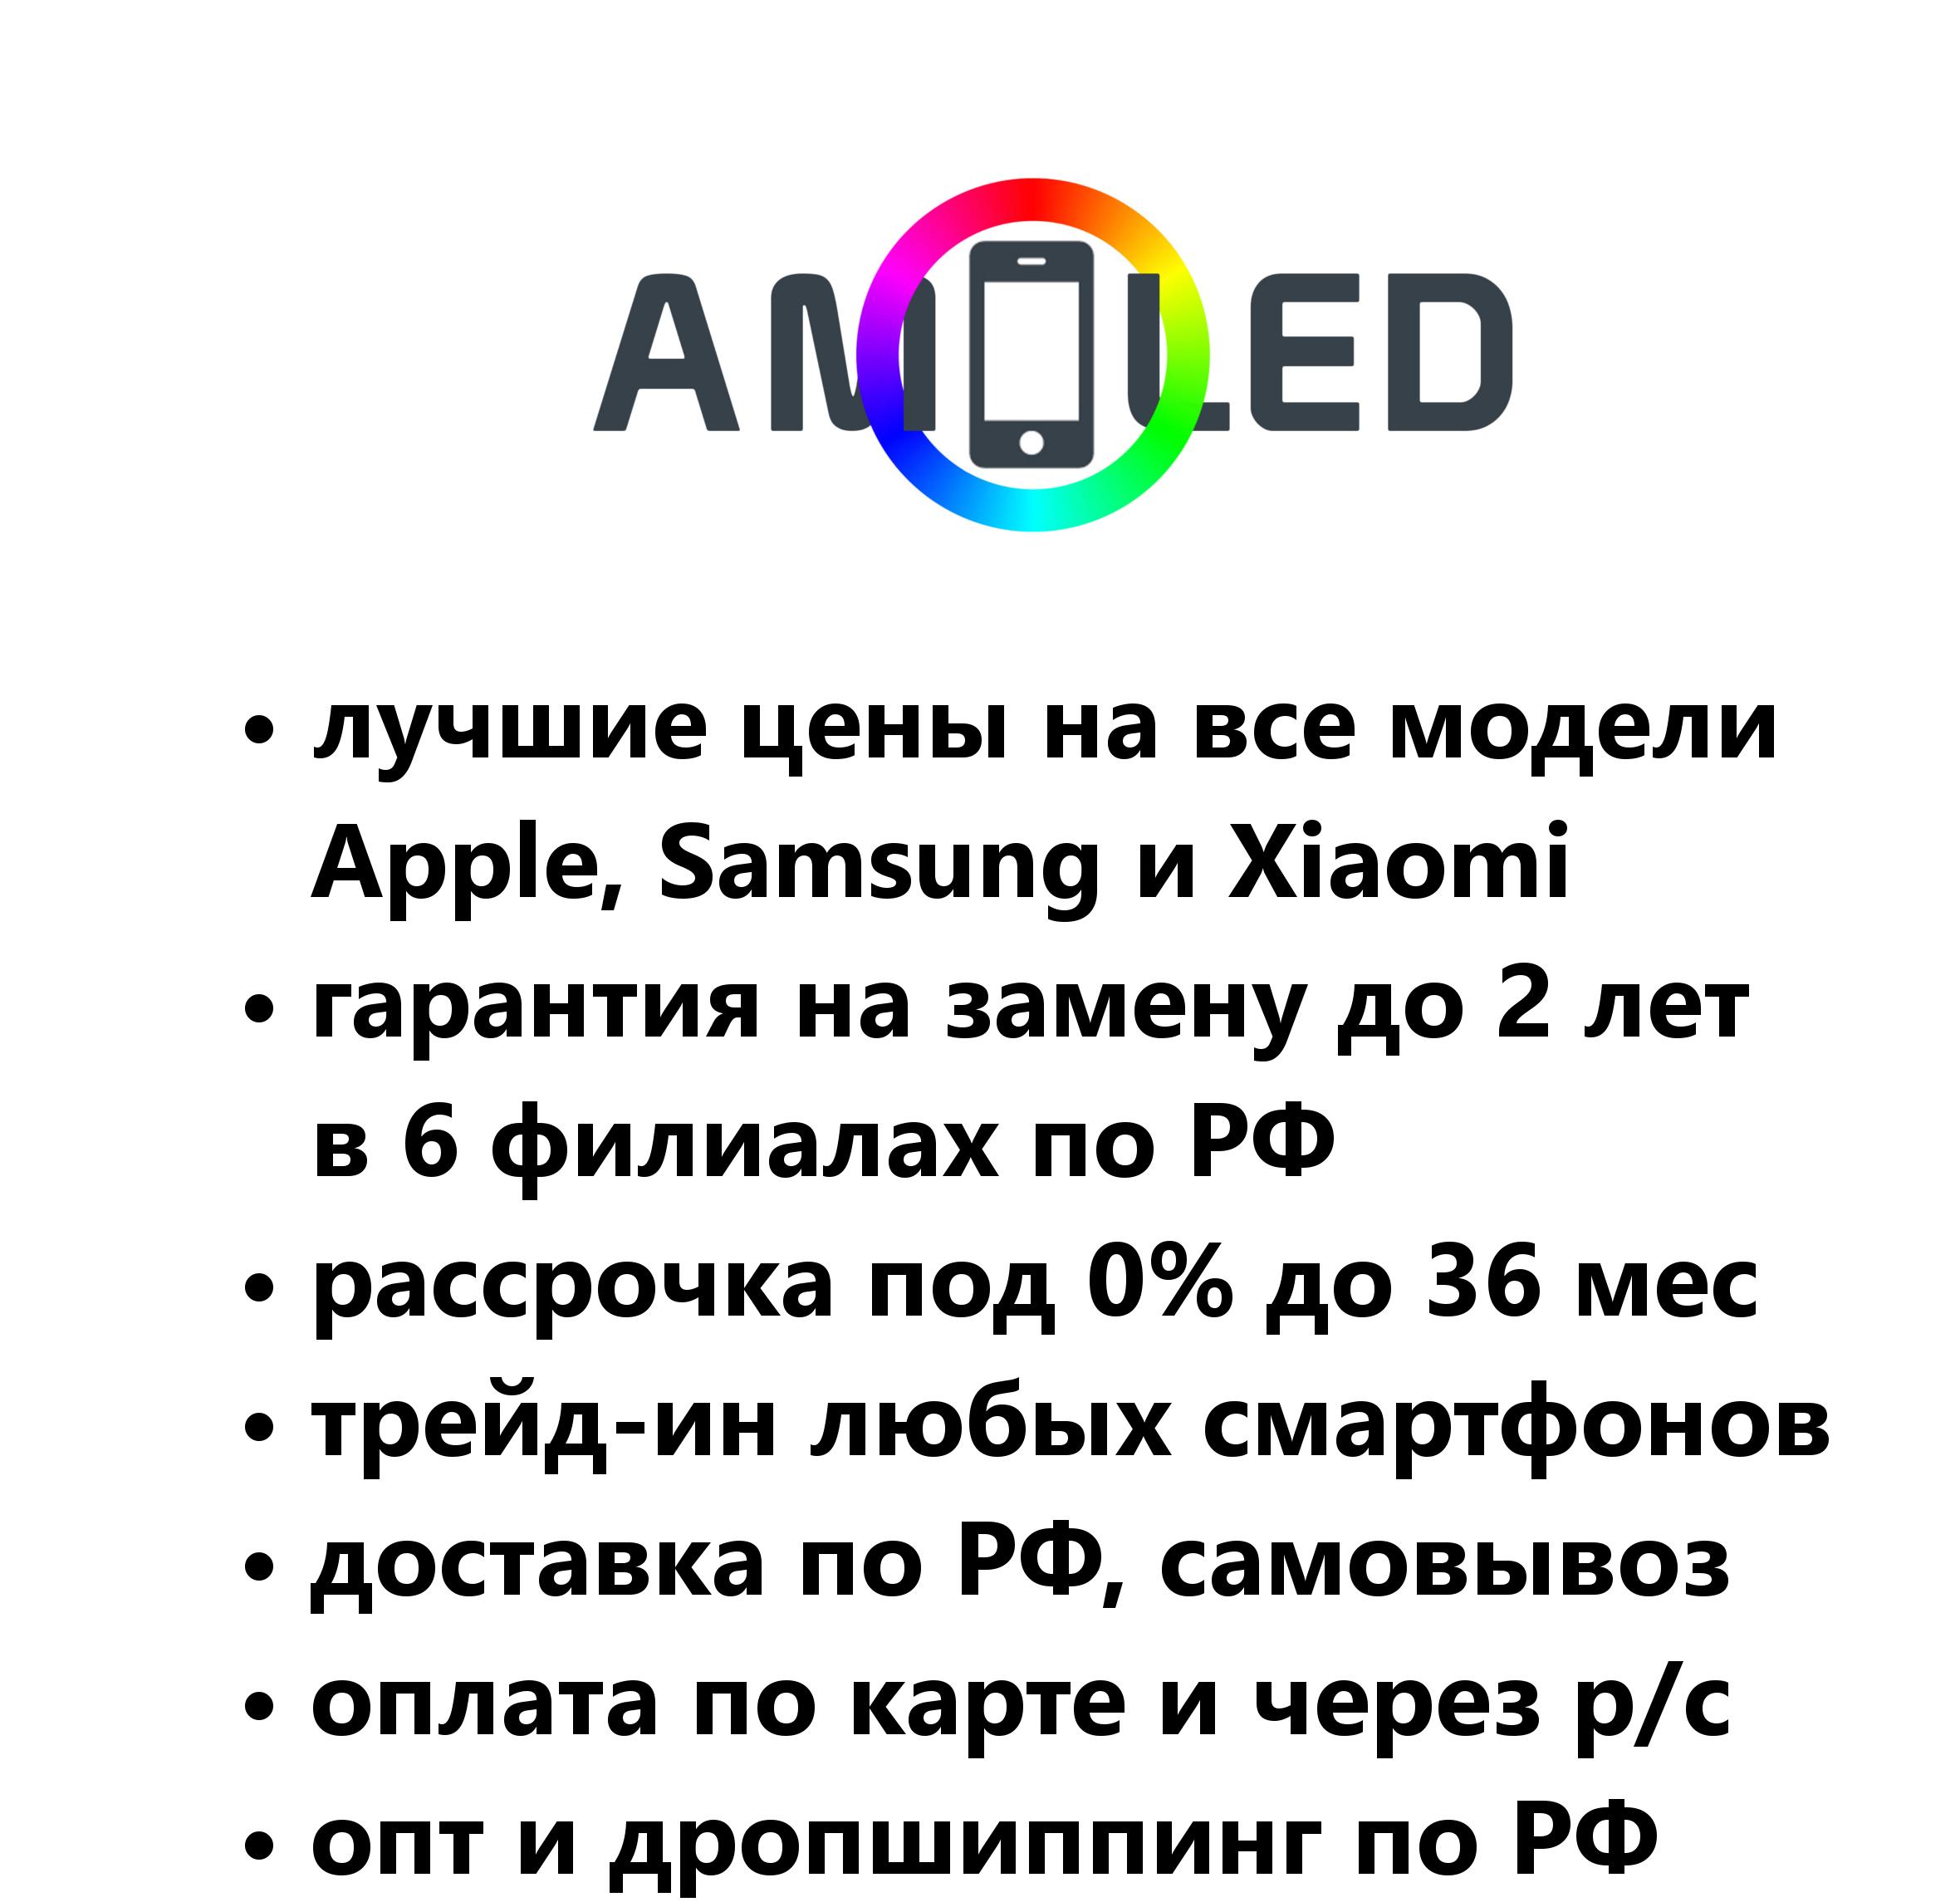 AMOLED
• лучшие цены на все модели
Apple, Samsung и Xiaomi
• гарантия на замену до 2 лет
в 6 филиалах по РФ
• рассрочка под 0% до 36 мес
• трейд-ин любых смартфонов
• доставка по РФ, самовывоз
• оплата по карте и через р/с
• опт и дропшиппинг по РФ